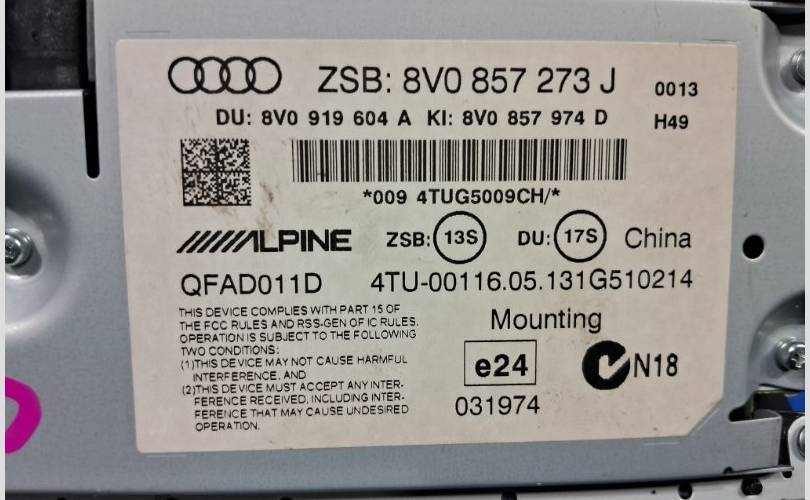 ZSB: 8V0 857 273 J 0013
DU: 8V0 919 604 A KI: 8V0 857 974 D H49
*009 4TUG5009CH/*
ALPINE ZSB: 13S DU: 17S China
QFAD011D 4TU-00116.05.131G510214
THIS DEVICE COMPLIES WITH PART 15 OF
THE FCC RULES AND RSS-GEN OF IC RULES.
OPERATION IS SUBJECT TO THE FOLLOWING
TWO CONDITIONS:
(1)THIS DEVICE MAY NOT CAUSE HARMFUL
INTERFERENCE, AND
(2)THIS DEVICE MUST ACCEPT ANY INTER-
FERENCE RECEIVED, INCLUDING INTER-
FERENCE THAT MAY CAUSE UNDESIRED
OPERATION.
Mounting
e24 N18
031974